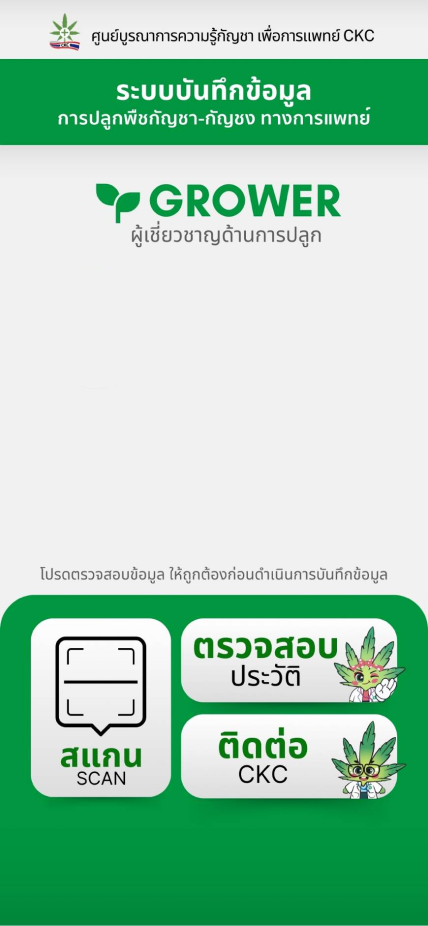 CKC
ศูนย์บูรณาการความรู้กัญชา เพื่อการแพทย์ CKC
ระบบบันทึกข้อมูล
การปลูกพืชกัญชา-กัญชง ทางการแพทย์
GROWER
ผู้เชี่ยวชาญด้านการปลูก
โปรดตรวจสอบข้อมูล ให้ถูกต้องก่อนดำเนินการบันทึกข้อมูล
สแกน
SCAN
ตรวจสอบ
ประวัติ
ติดต่อ
CKC